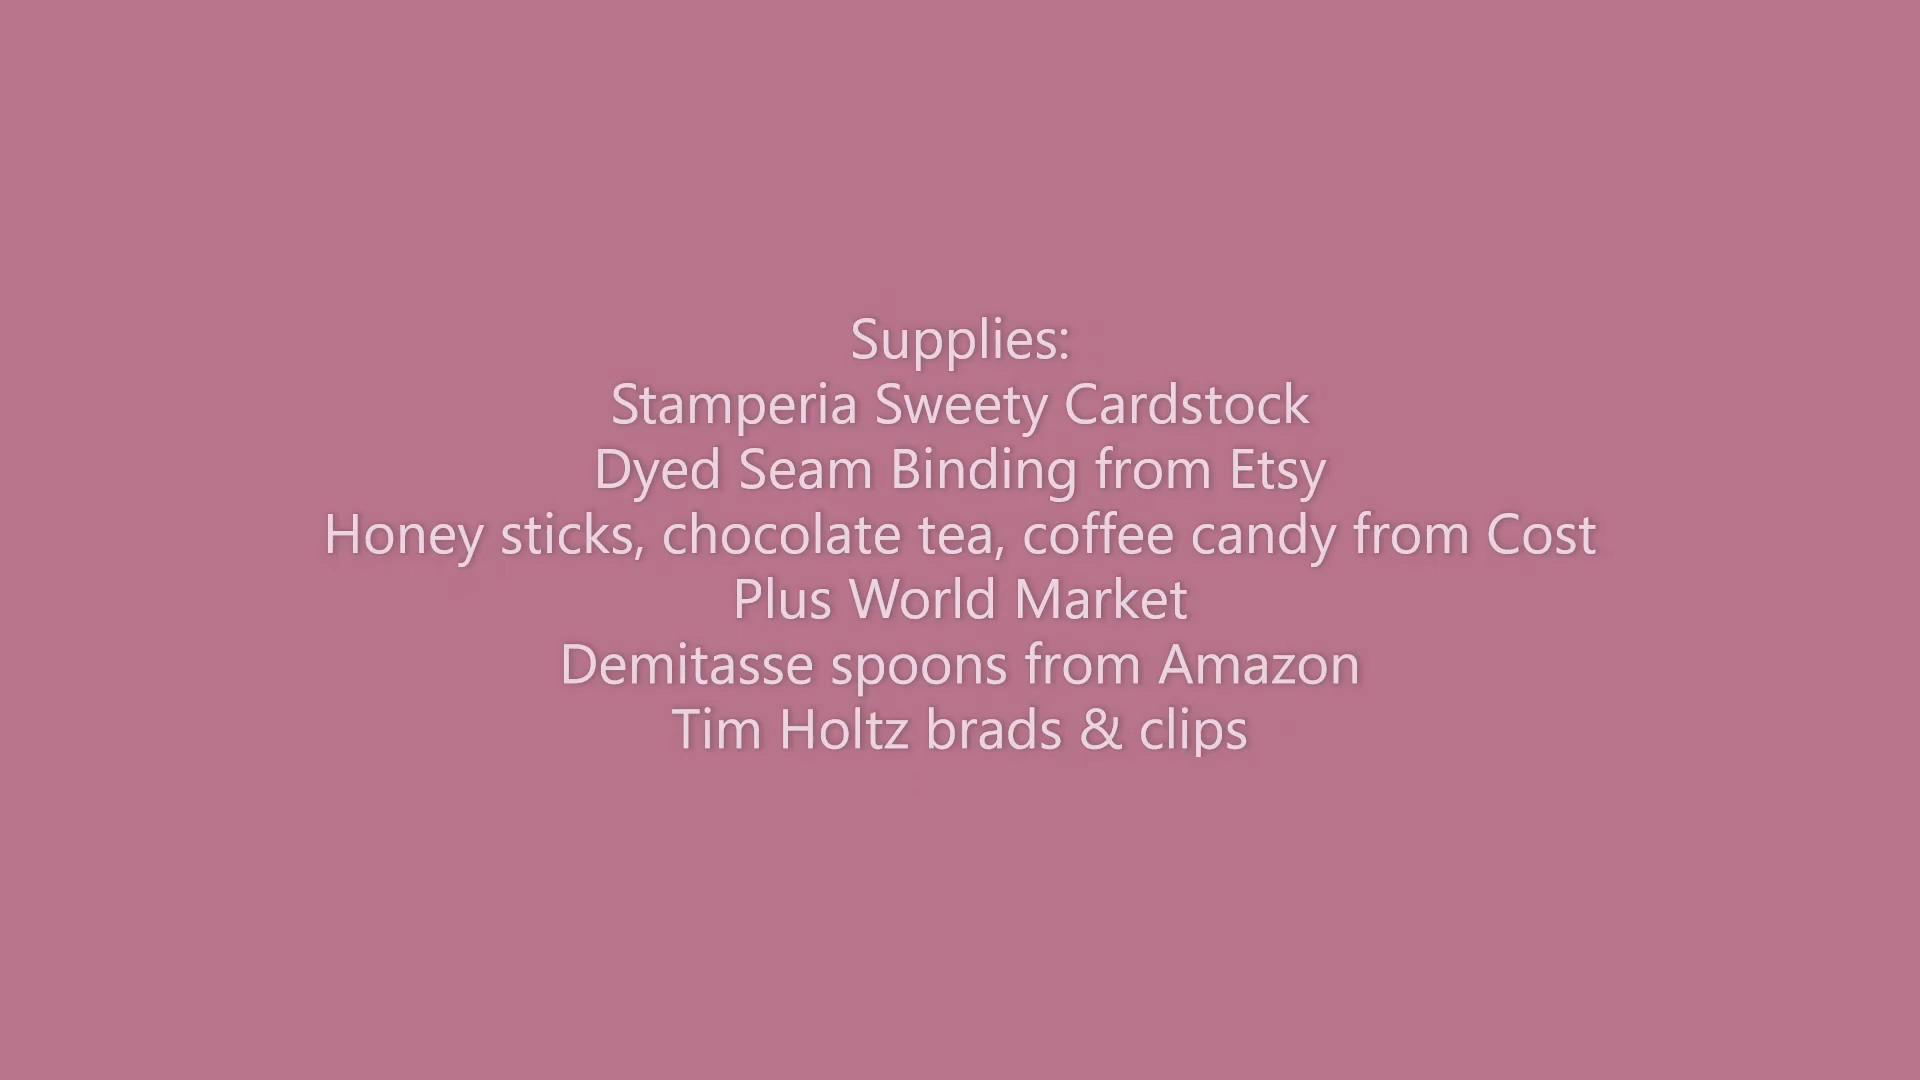 Supplies:
Stamperia Sweety Cardstock
Dyed Seam Binding from Etsy
Honey sticks, chocolate tea, coffee candy from Cost
Plus World Market
Demitasse spoons from Amazon
Tim Holtz brads & clips